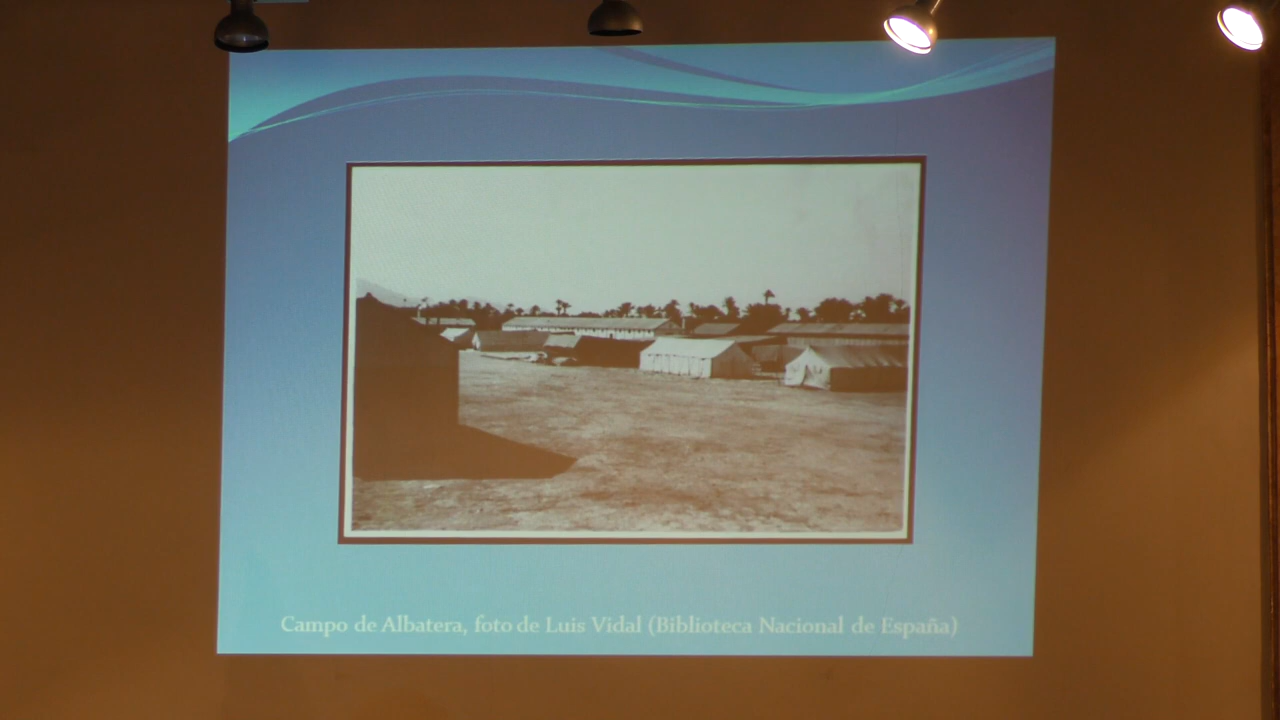 Campo de Albatera, foto de Luis Vidal (Biblioteca Nacional de España)